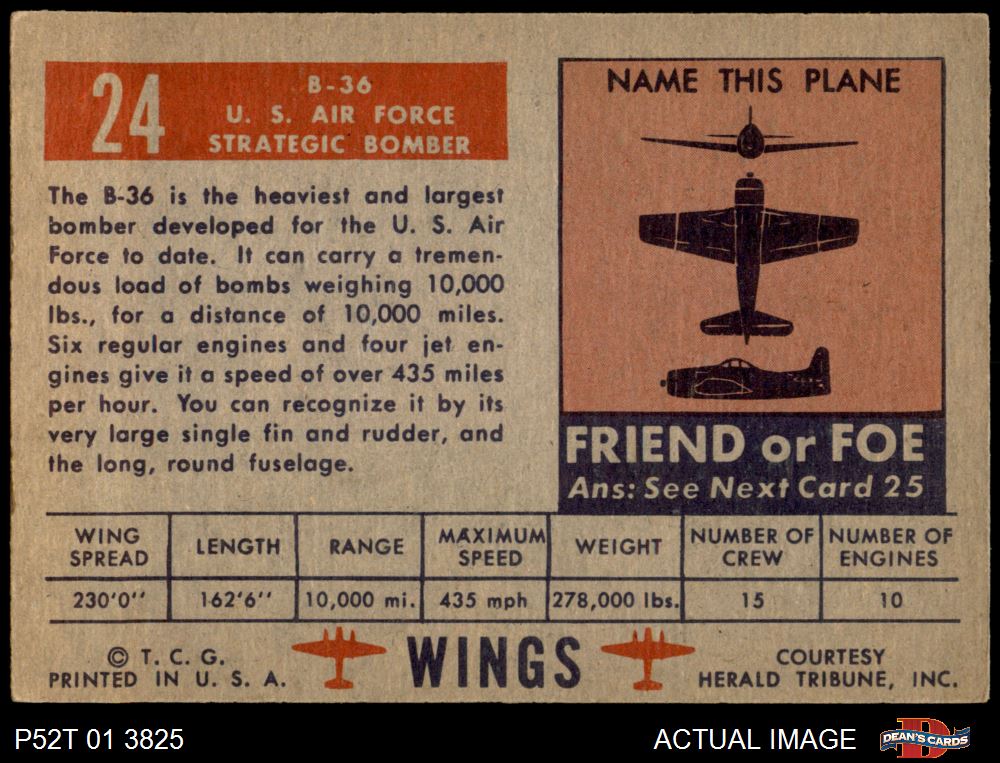 24
B-36
U. S. AIR FORCE
STRATEGIC BOMBER
The B-36 is the heaviest and largest
bomber developed for the U. S. Air
Force to date. It can carry a tremen-
dous load of bombs weighing 10,000
lbs., for a distance of 10,000 miles.
Six regular engines and four jet en-
gines give it a speed of over 435 miles
per hour. You can recognize it by its
very large single fin and rudder, and
the long, round fuselage.
NAME THIS PLANE
FRIEND or FOE
Ans: See Next Card 25
WING SPREAD LENGTH RANGE MAXIMUM SPEED WEIGHT NUMBER OF CREW NUMBER OF ENGINES
230'0" 162'6" 10,000 mi. 435 mph 278,000 lbs. 15 10
© T. C. G.
PRINTED IN U. S. A.
WINGS
COURTESY
HERALD TRIBUNE, INC.
P52T 01 3825
ACTUAL IMAGE
D
DEAN'S CARDS